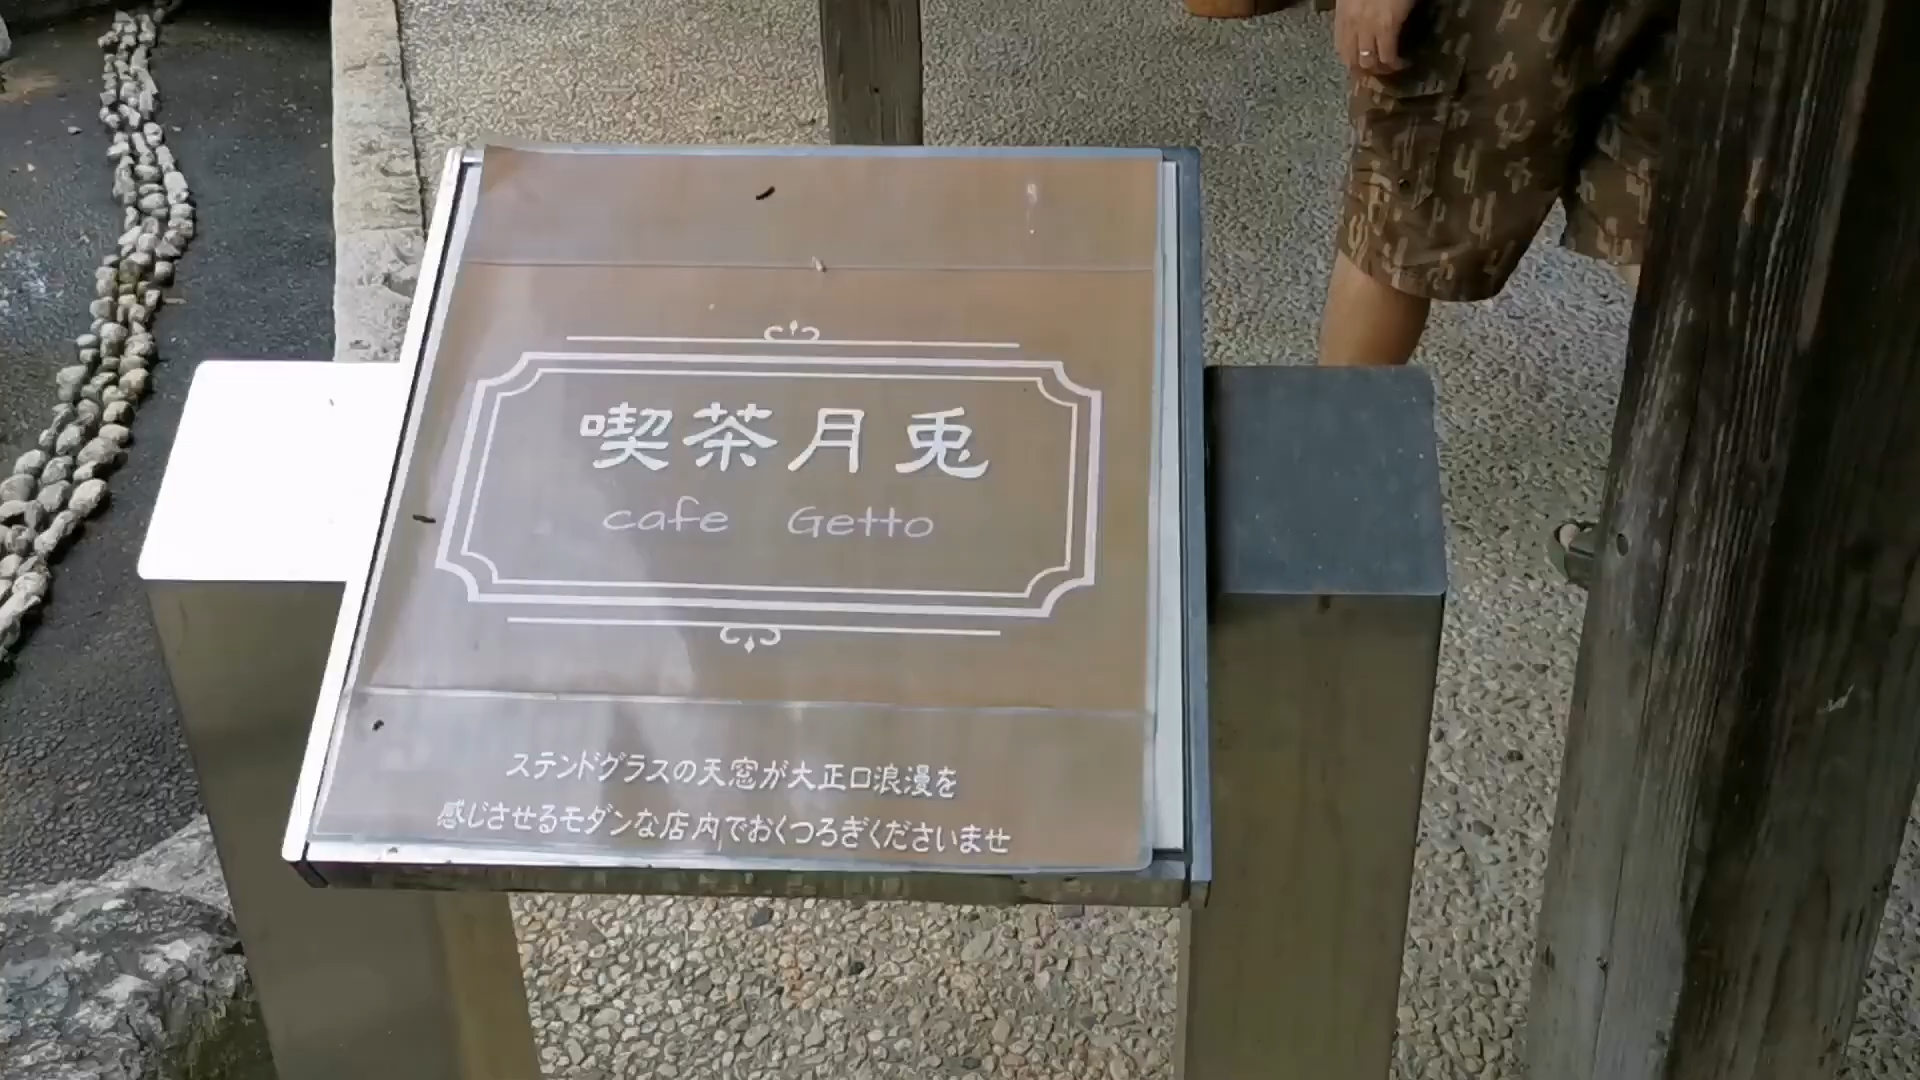 喫茶月兎
cafe Getto
ステンドグラスの天窓が大正口浪漫を
感じさせるモダンな店内でおくつろぎくださいませ